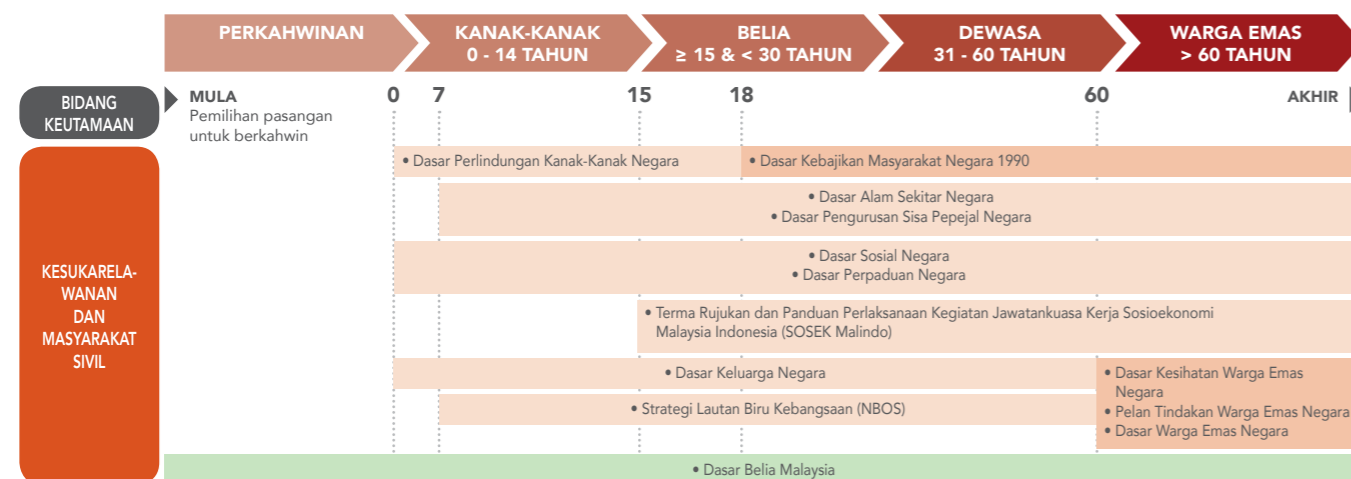 PERKAHWINAN
KANAK-KANAK
0 - 14 TAHUN
BELIA
≥ 15 & < 30 TAHUN
DEWASA
31 - 60 TAHUN
WARGA EMAS
> 60 TAHUN
BIDANG
KEUTAMAAN
MULA
Pemilihan pasangan
untuk berkahwin
0
7
15
18
60
AKHIR
KESUKARELA-
WANAN
DAN
MASYARAKAT
SIVIL
• Dasar Perlindungan Kanak-Kanak Negara
• Dasar Kebajikan Masyarakat Negara 1990
• Dasar Alam Sekitar Negara
• Dasar Pengurusan Sisa Pepejal Negara
• Dasar Sosial Negara
• Dasar Perpaduan Negara
• Terma Rujukan dan Panduan Perlaksanaan Kegiatan Jawatankuasa Kerja Sosioekonomi
Malaysia Indonesia (SOSEK Malindo)
• Dasar Keluarga Negara
• Strategi Lautan Biru Kebangsaan (NBOS)
• Dasar Kesihatan Warga Emas
Negara
• Pelan Tindakan Warga Emas Negara
• Dasar Warga Emas Negara
• Dasar Belia Malaysia